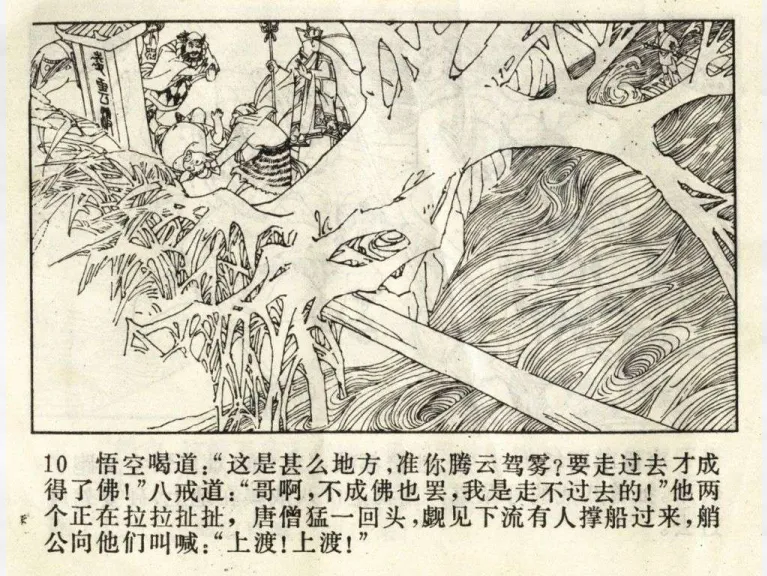 凌雲渡
10 悟空喝道：“这是甚么地方，准你腾云驾雾？要走过去才成
得了佛！”八戒道：“哥啊，不成佛也罢，我是走不过去的！”他两
个正在拉拉扯扯，唐僧猛一回头，觑见下流有人撑船过来，艄
公向他们叫喊：“上渡！上渡！”